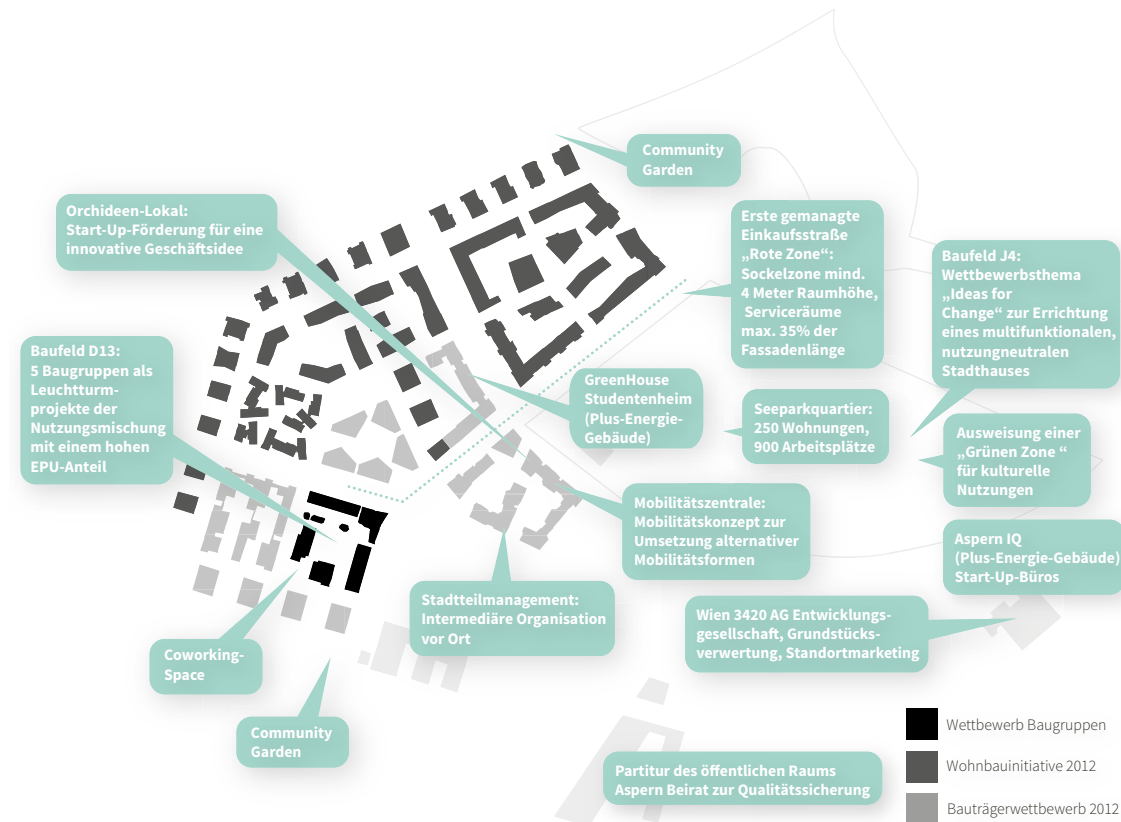 Community
Garden
Orchideen-Lokal:
Start-Up-Förderung für eine
innovative Geschäftsidee
Erste gemanagte
Einkaufsstraße
„Rote Zone“:
Sockelzone mind.
4 Meter Raumhöhe,
Serviceräume
max. 35% der
Fassadenlänge
Baufeld J4:
Wettbewerbsthema
„Ideas for
Change“ zur Errichtung
eines multifunktionalen,
nutzungneutralen
Stadthauses
Baufeld D13:
5 Baugruppen als
Leuchtturm-
projekte der
Nutzungsmischung
mit einem hohen
EPU-Anteil
GreenHouse
Studentenheim
(Plus-Energie-
Gebäude)
Seeparkquartier:
250 Wohnungen,
900 Arbeitsplätze
Ausweisung einer
„Grünen Zone “
für kulturelle
Nutzungen
Mobilitätszentrale:
Mobilitätskonzept zur
Umsetzung alternativer
Mobilitätsformen
Aspern IQ
(Plus-Energie-Gebäude)
Start-Up-Büros
Stadtteilmanagement:
Intermediäre Organisation
vor Ort
Wien 3420 AG Entwicklungs-
gesellschaft, Grundstücks-
verwertung, Standortmarketing
Coworking-
Space
Community
Garden
Partitur des öffentlichen Raums
Aspern Beirat zur Qualitätssicherung
Wettbewerb Baugruppen
Wohnbauinitiative 2012
Bauträgerwettbewerb 2012